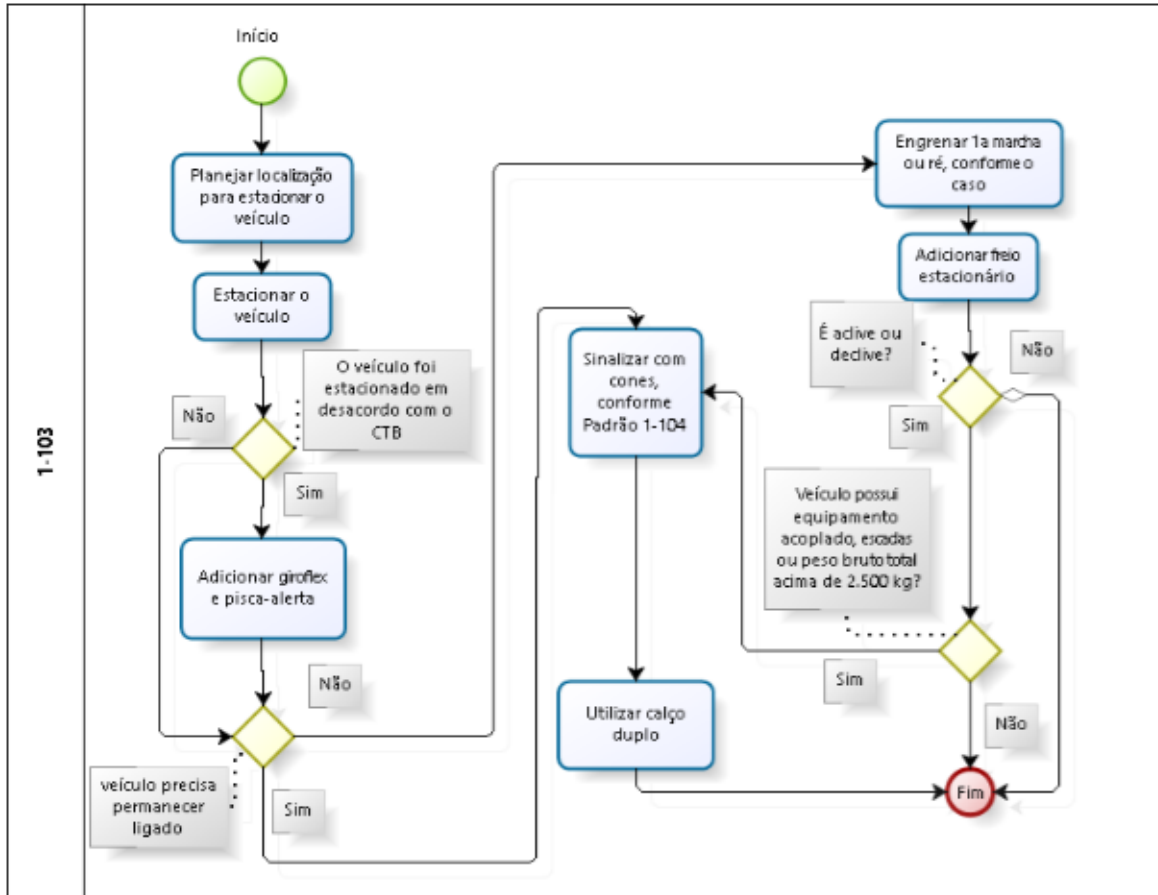 1-103
Início
Planejar localização
para estacionar o
veículo
Estacionar o
veículo
O veículo foi
estacionado em
desacordo com o
CTB
Não
Sim
Adicionar giroflex
e pisca-alerta
Não
veículo precisa
permanecer
ligado
Sim
Sinalizar com
cones,
conforme
Padrão 1-104
Utilizar calço
duplo
Engrenar 1a marcha
ou ré, conforme o
caso
Adicionar freio
estacionário
É aclive ou
declive?
Não
Sim
Veículo possui
equipamento
acoplado, escadas
ou peso bruto total
acima de 2.500 kg?
Sim
Não
Fim